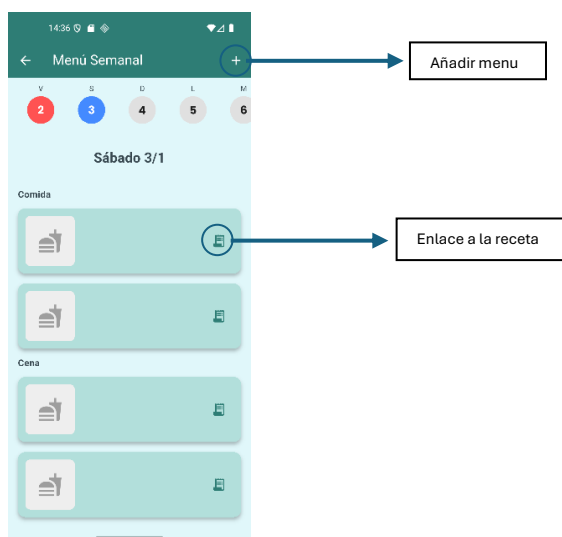 14:36
Menú Semanal
+
Añadir menu
V S D L M
2 3 4 5 6
Sábado 3/1
Comida
Enlace a la receta
Cena